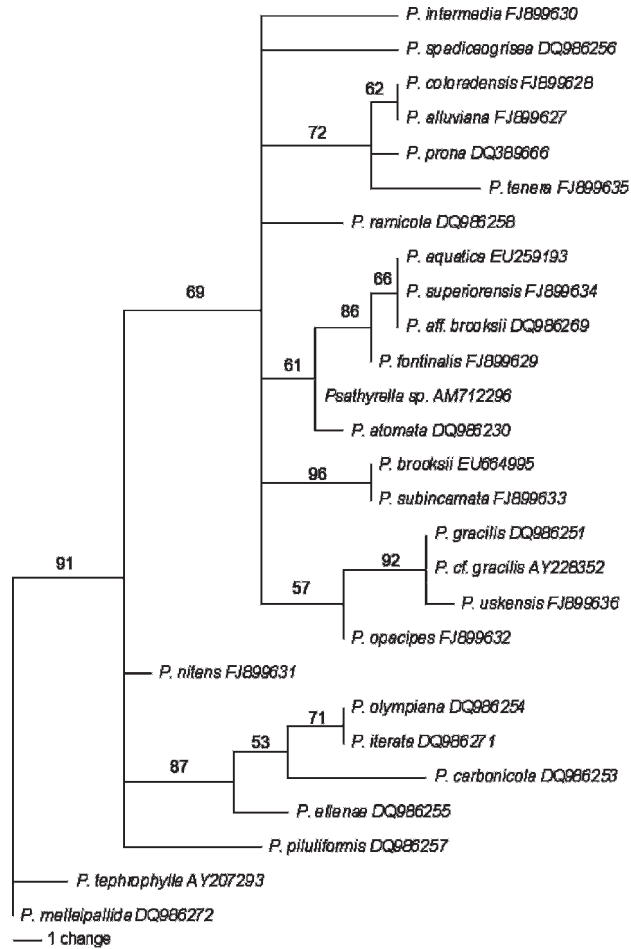 P. intermedia FJ899630
P. spadiceogrisea DQ986256
62
P. coloradensis FJ899628
P. alluviana FJ899627
72
P. prona DQ389666
P. tenera FJ899635
P. ramicola DQ986258
P. aquatica EU259193
66
P. superiorensis FJ899634
69
86
P. aff. brooksii DQ986269
P. fontinalis FJ899629
61
Psathyrella sp. AM712296
P. atomata DQ986230
P. brooksii EU664995
96
P. subincarnata FJ899633
P. gracilis DQ986251
91
92
P. cf. gracilis AY228352
57
P. uskensis FJ899636
P. opacipes FJ899632
P. nitens FJ899631
P. olympiana DQ986254
71
53
P. iterata DQ986271
87
P. carbonicola DQ986253
P. ellenae DQ986255
P. piluliformis DQ986257
P. tephrophylla AY207293
P. melleipallida DQ986272
1 change